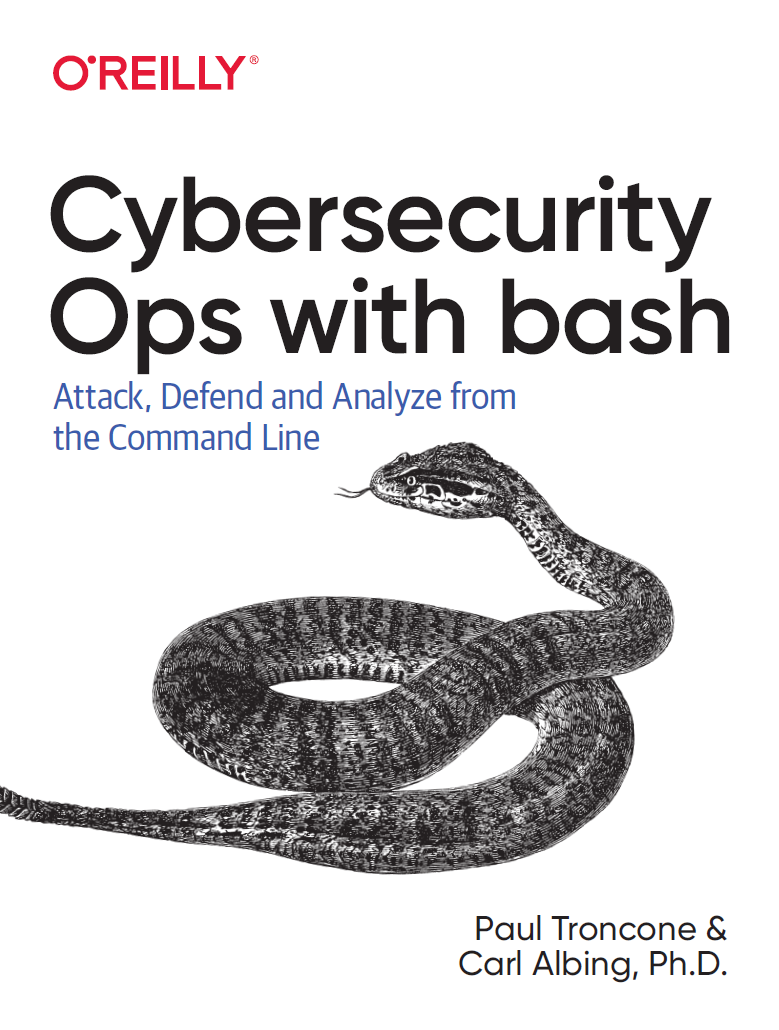 O'REILLY®
Cybersecurity
Ops with bash
Attack, Defend and Analyze from
the Command Line
Paul Troncone &
Carl Albing, Ph.D.